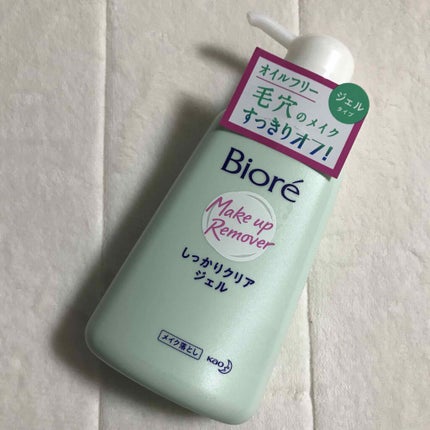 オイルフリー
毛穴のメイク
すっきりオフ!
ジェル
タイプ
Bioré
Make up
Remover
しっかりクリア
ジェル
メイク落とし
Kao